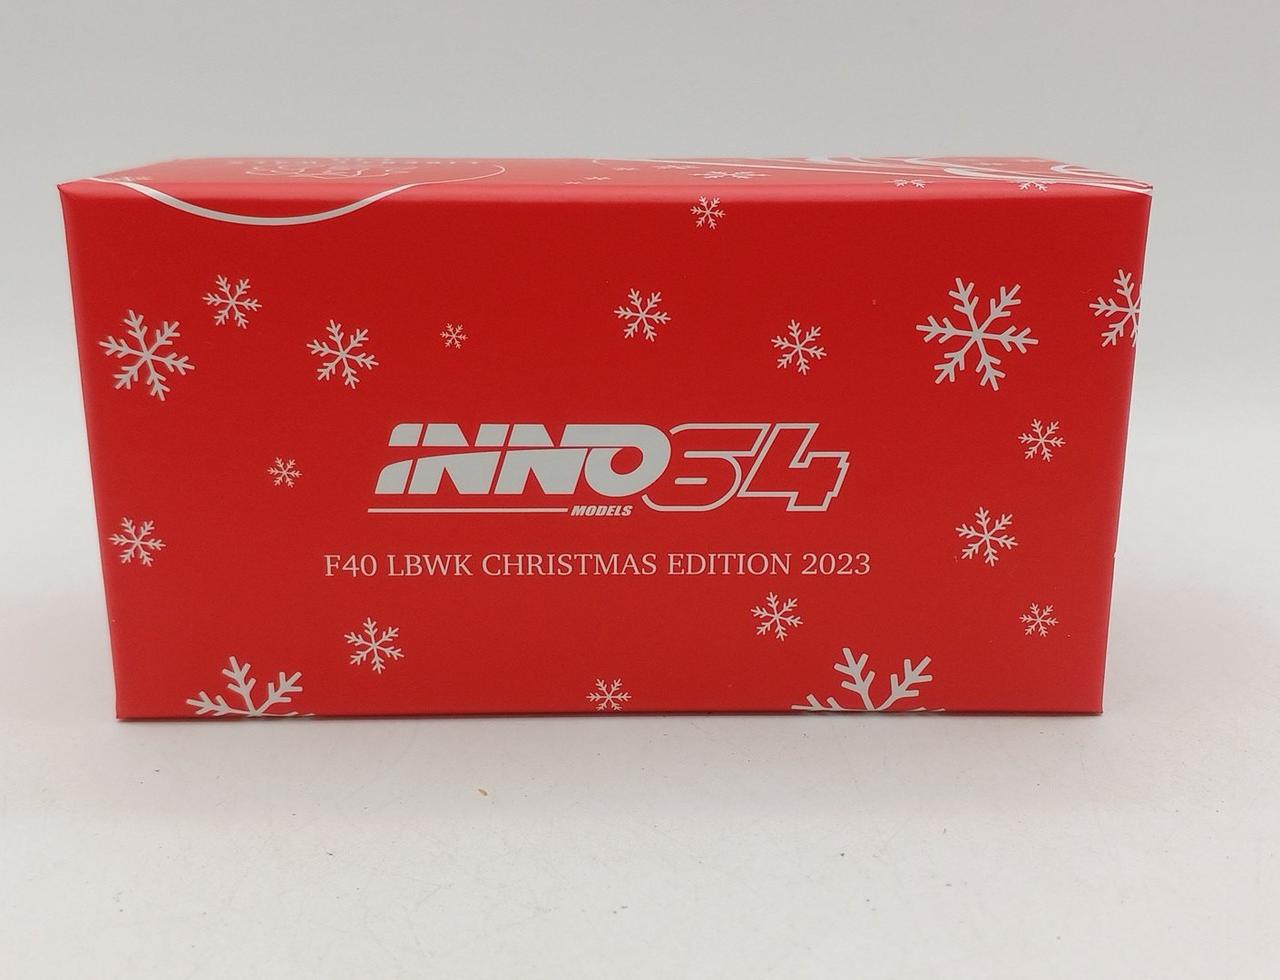 INNO64
MODELS
F40 LBWK CHRISTMAS EDITION 2023